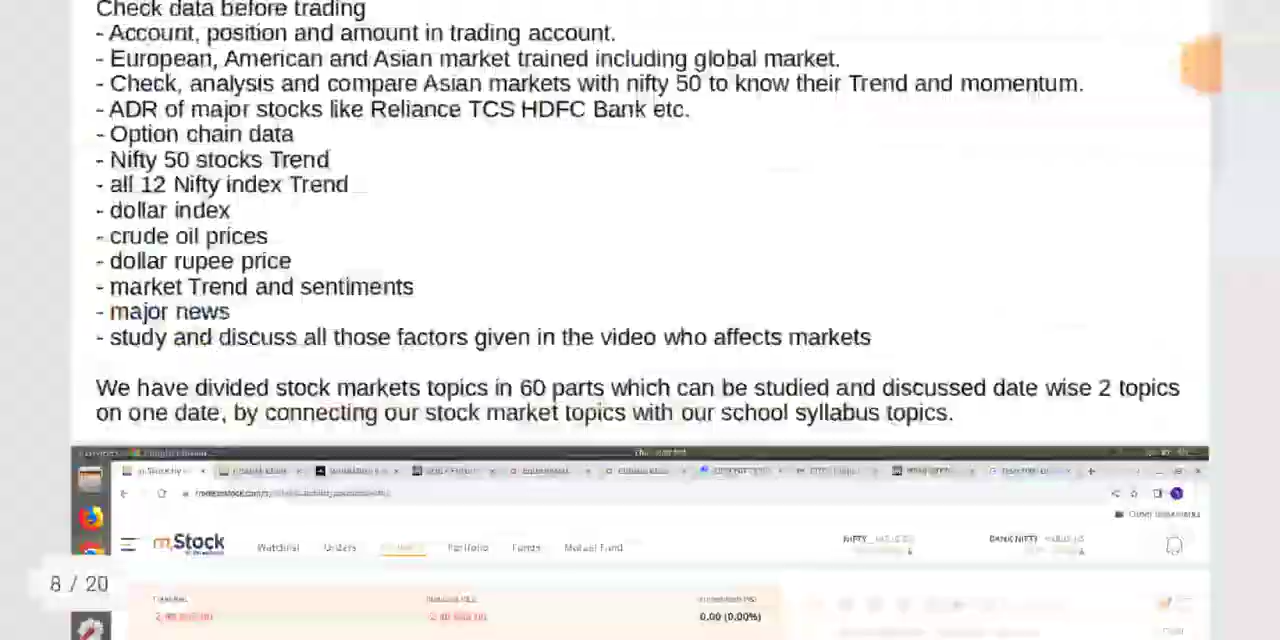 Check data before trading
- Account, position and amount in trading account.
- European, American and Asian market trained including global market.
- Check, analysis and compare Asian markets with nifty 50 to know their Trend and momentum.
- ADR of major stocks like Reliance TCS HDFC Bank etc.
- Option chain data
- Nifty 50 stocks Trend
- all 12 Nifty index Trend
- dollar index
- crude oil prices
- dollar rupee price
- market Trend and sentiments
- major news
- study and discuss all those factors given in the video who affects markets
We have divided stock markets topics in 60 parts which can be studied and discussed date wise 2 topics
on one date, by connecting our stock market topics with our school syllabus topics.
Other Bookmarks
m.Stock
Watchlist Orders Portfolio Funds Mutual Fund NIFTY BANKNIFTY
8 / 20
0.00 (0.00%)